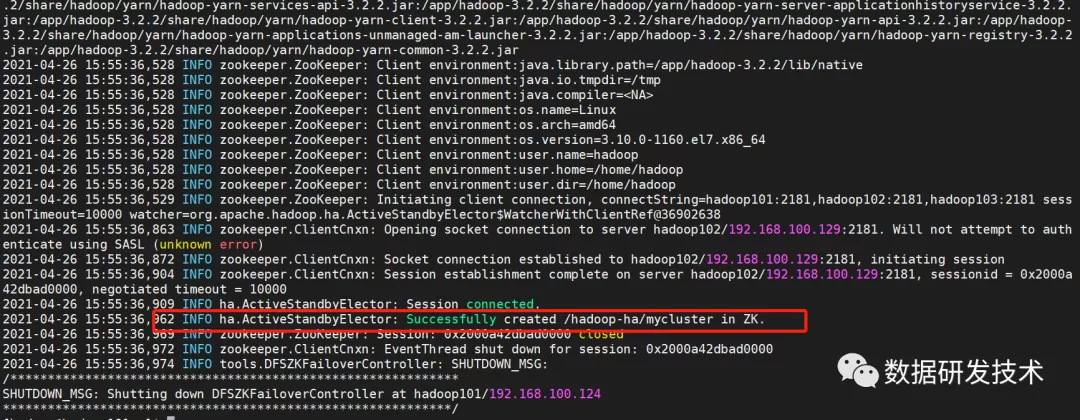 .2/share/hadoop/yarn/hadoop-yarn-services-api-3.2.2.jar:/app/hadoop-3.2.2/share/hadoop/yarn/hadoop-yarn-server-applicationhistoryservice-3.2.2.
jar:/app/hadoop-3.2.2/share/hadoop/yarn/hadoop-yarn-client-3.2.2.jar:/app/hadoop-3.2.2/share/hadoop/yarn/hadoop-yarn-api-3.2.2.jar:/app/hadoop-
3.2.2/share/hadoop/yarn/hadoop-yarn-applications-unmanaged-am-launcher-3.2.2.jar:/app/hadoop-3.2.2/share/hadoop/yarn/hadoop-yarn-registry-3.2.2
.jar:/app/hadoop-3.2.2/share/hadoop/yarn/hadoop-yarn-common-3.2.2.jar
2021-04-26 15:55:36,528 INFO zookeeper.ZooKeeper: Client environment:java.library.path=/app/hadoop-3.2.2/lib/native
2021-04-26 15:55:36,528 INFO zookeeper.ZooKeeper: Client environment:java.io.tmpdir=/tmp
2021-04-26 15:55:36,528 INFO zookeeper.ZooKeeper: Client environment:java.compiler=<NA>
2021-04-26 15:55:36,528 INFO zookeeper.ZooKeeper: Client environment:os.name=Linux
2021-04-26 15:55:36,528 INFO zookeeper.ZooKeeper: Client environment:os.arch=amd64
2021-04-26 15:55:36,528 INFO zookeeper.ZooKeeper: Client environment:os.version=3.10.0-1160.el7.x86_64
2021-04-26 15:55:36,528 INFO zookeeper.ZooKeeper: Client environment:user.name=hadoop
2021-04-26 15:55:36,528 INFO zookeeper.ZooKeeper: Client environment:user.home=/home/hadoop
2021-04-26 15:55:36,528 INFO zookeeper.ZooKeeper: Client environment:user.dir=/home/hadoop
2021-04-26 15:55:36,529 INFO zookeeper.ZooKeeper: Initiating client connection, connectString=hadoop101:2181,hadoop102:2181,hadoop103:2181 sess
ionTimeout=10000 watcher=org.apache.hadoop.ha.ActiveStandbyElector$WatcherWithClientRef@36902638
2021-04-26 15:55:36,863 INFO zookeeper.ClientCnxn: Opening socket connection to server hadoop102/192.168.100.129:2181. Will not attempt to auth
enticate using SASL (unknown error)
2021-04-26 15:55:36,872 INFO zookeeper.ClientCnxn: Socket connection established to hadoop102/192.168.100.129:2181, initiating session
2021-04-26 15:55:36,904 INFO zookeeper.ClientCnxn: Session establishment complete on server hadoop102/192.168.100.129:2181, sessionid = 0x2000a
42dbad0000, negotiated timeout = 10000
2021-04-26 15:55:36,909 INFO ha.ActiveStandbyElector: Session connected.
2021-04-26 15:55:36,962 INFO ha.ActiveStandbyElector: Successfully created /hadoop-ha/mycluster in ZK.
2021-04-26 15:55:36,969 INFO zookeeper.ZooKeeper: Session: 0x2000a42dbad0000 closed
2021-04-26 15:55:36,972 INFO zookeeper.ClientCnxn: EventThread shut down for session: 0x2000a42dbad0000
2021-04-26 15:55:36,974 INFO tools.DFSZKFailoverController: SHUTDOWN_MSG:
/************************************************************
SHUTDOWN_MSG: Shutting down DFSZKFailoverController at hadoop101/192.168.100.124
************************************************************/
数据研发技术